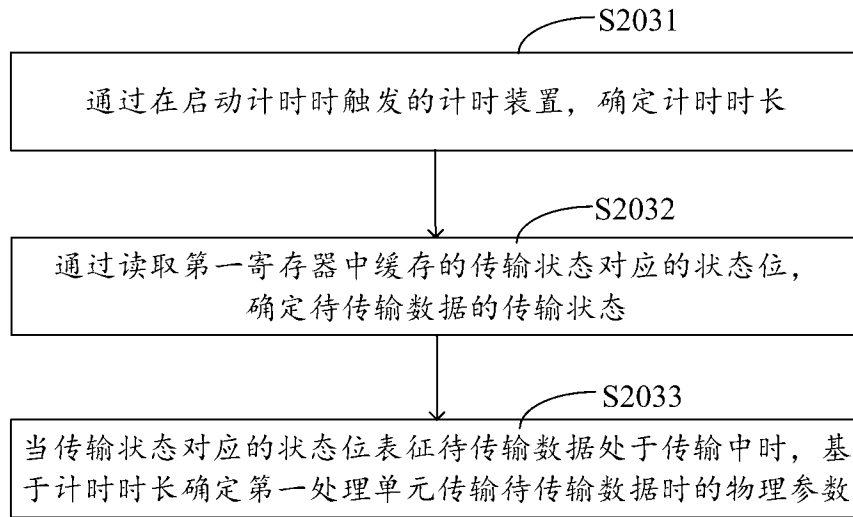 S2031
通过在启动计时时触发的计时装置，确定计时时长
S2032
通过读取第一寄存器中缓存的传输状态对应的状态位，
确定待传输数据的传输状态
S2033
当传输状态对应的状态位表征待传输数据处于传输中时，基
于计时时长确定第一处理单元传输待传输数据时的物理参数